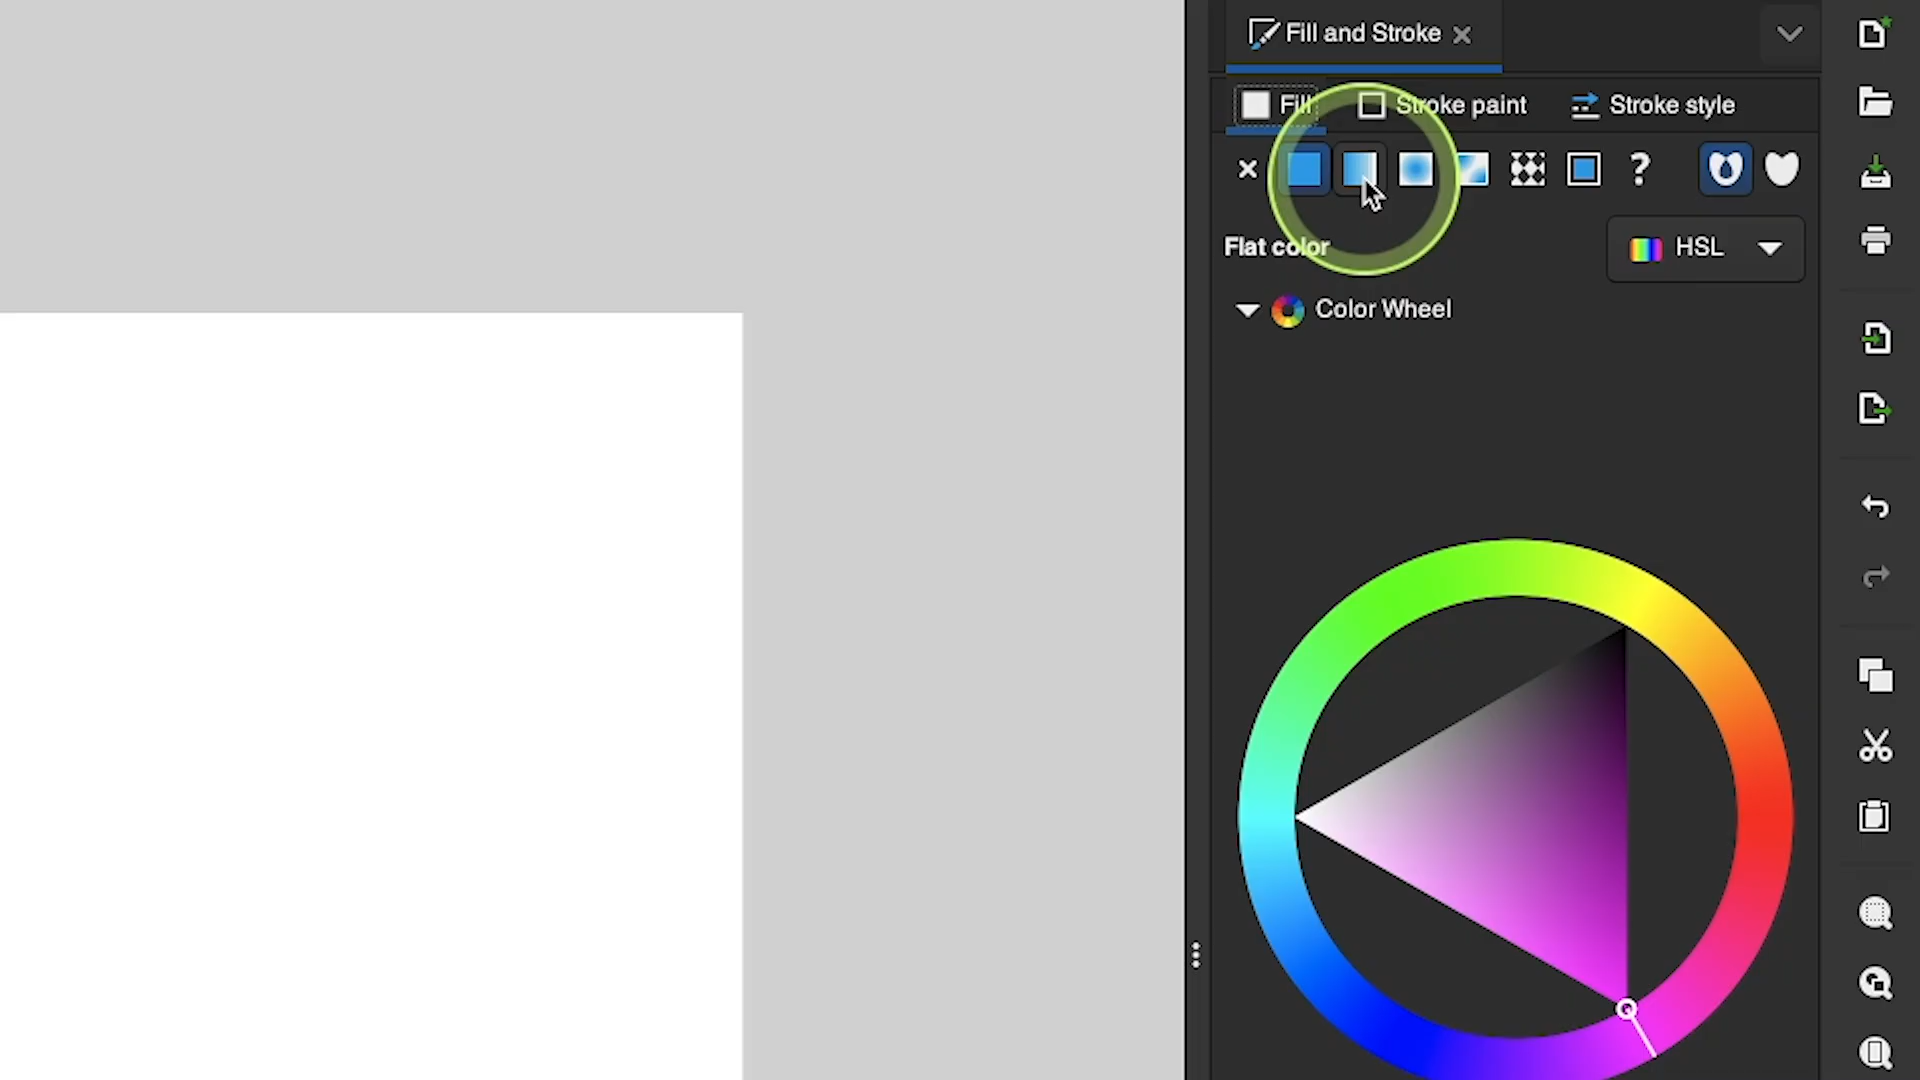 Fill and Stroke
Fill Stroke paint Stroke style
?
Flat color HSL
Color Wheel